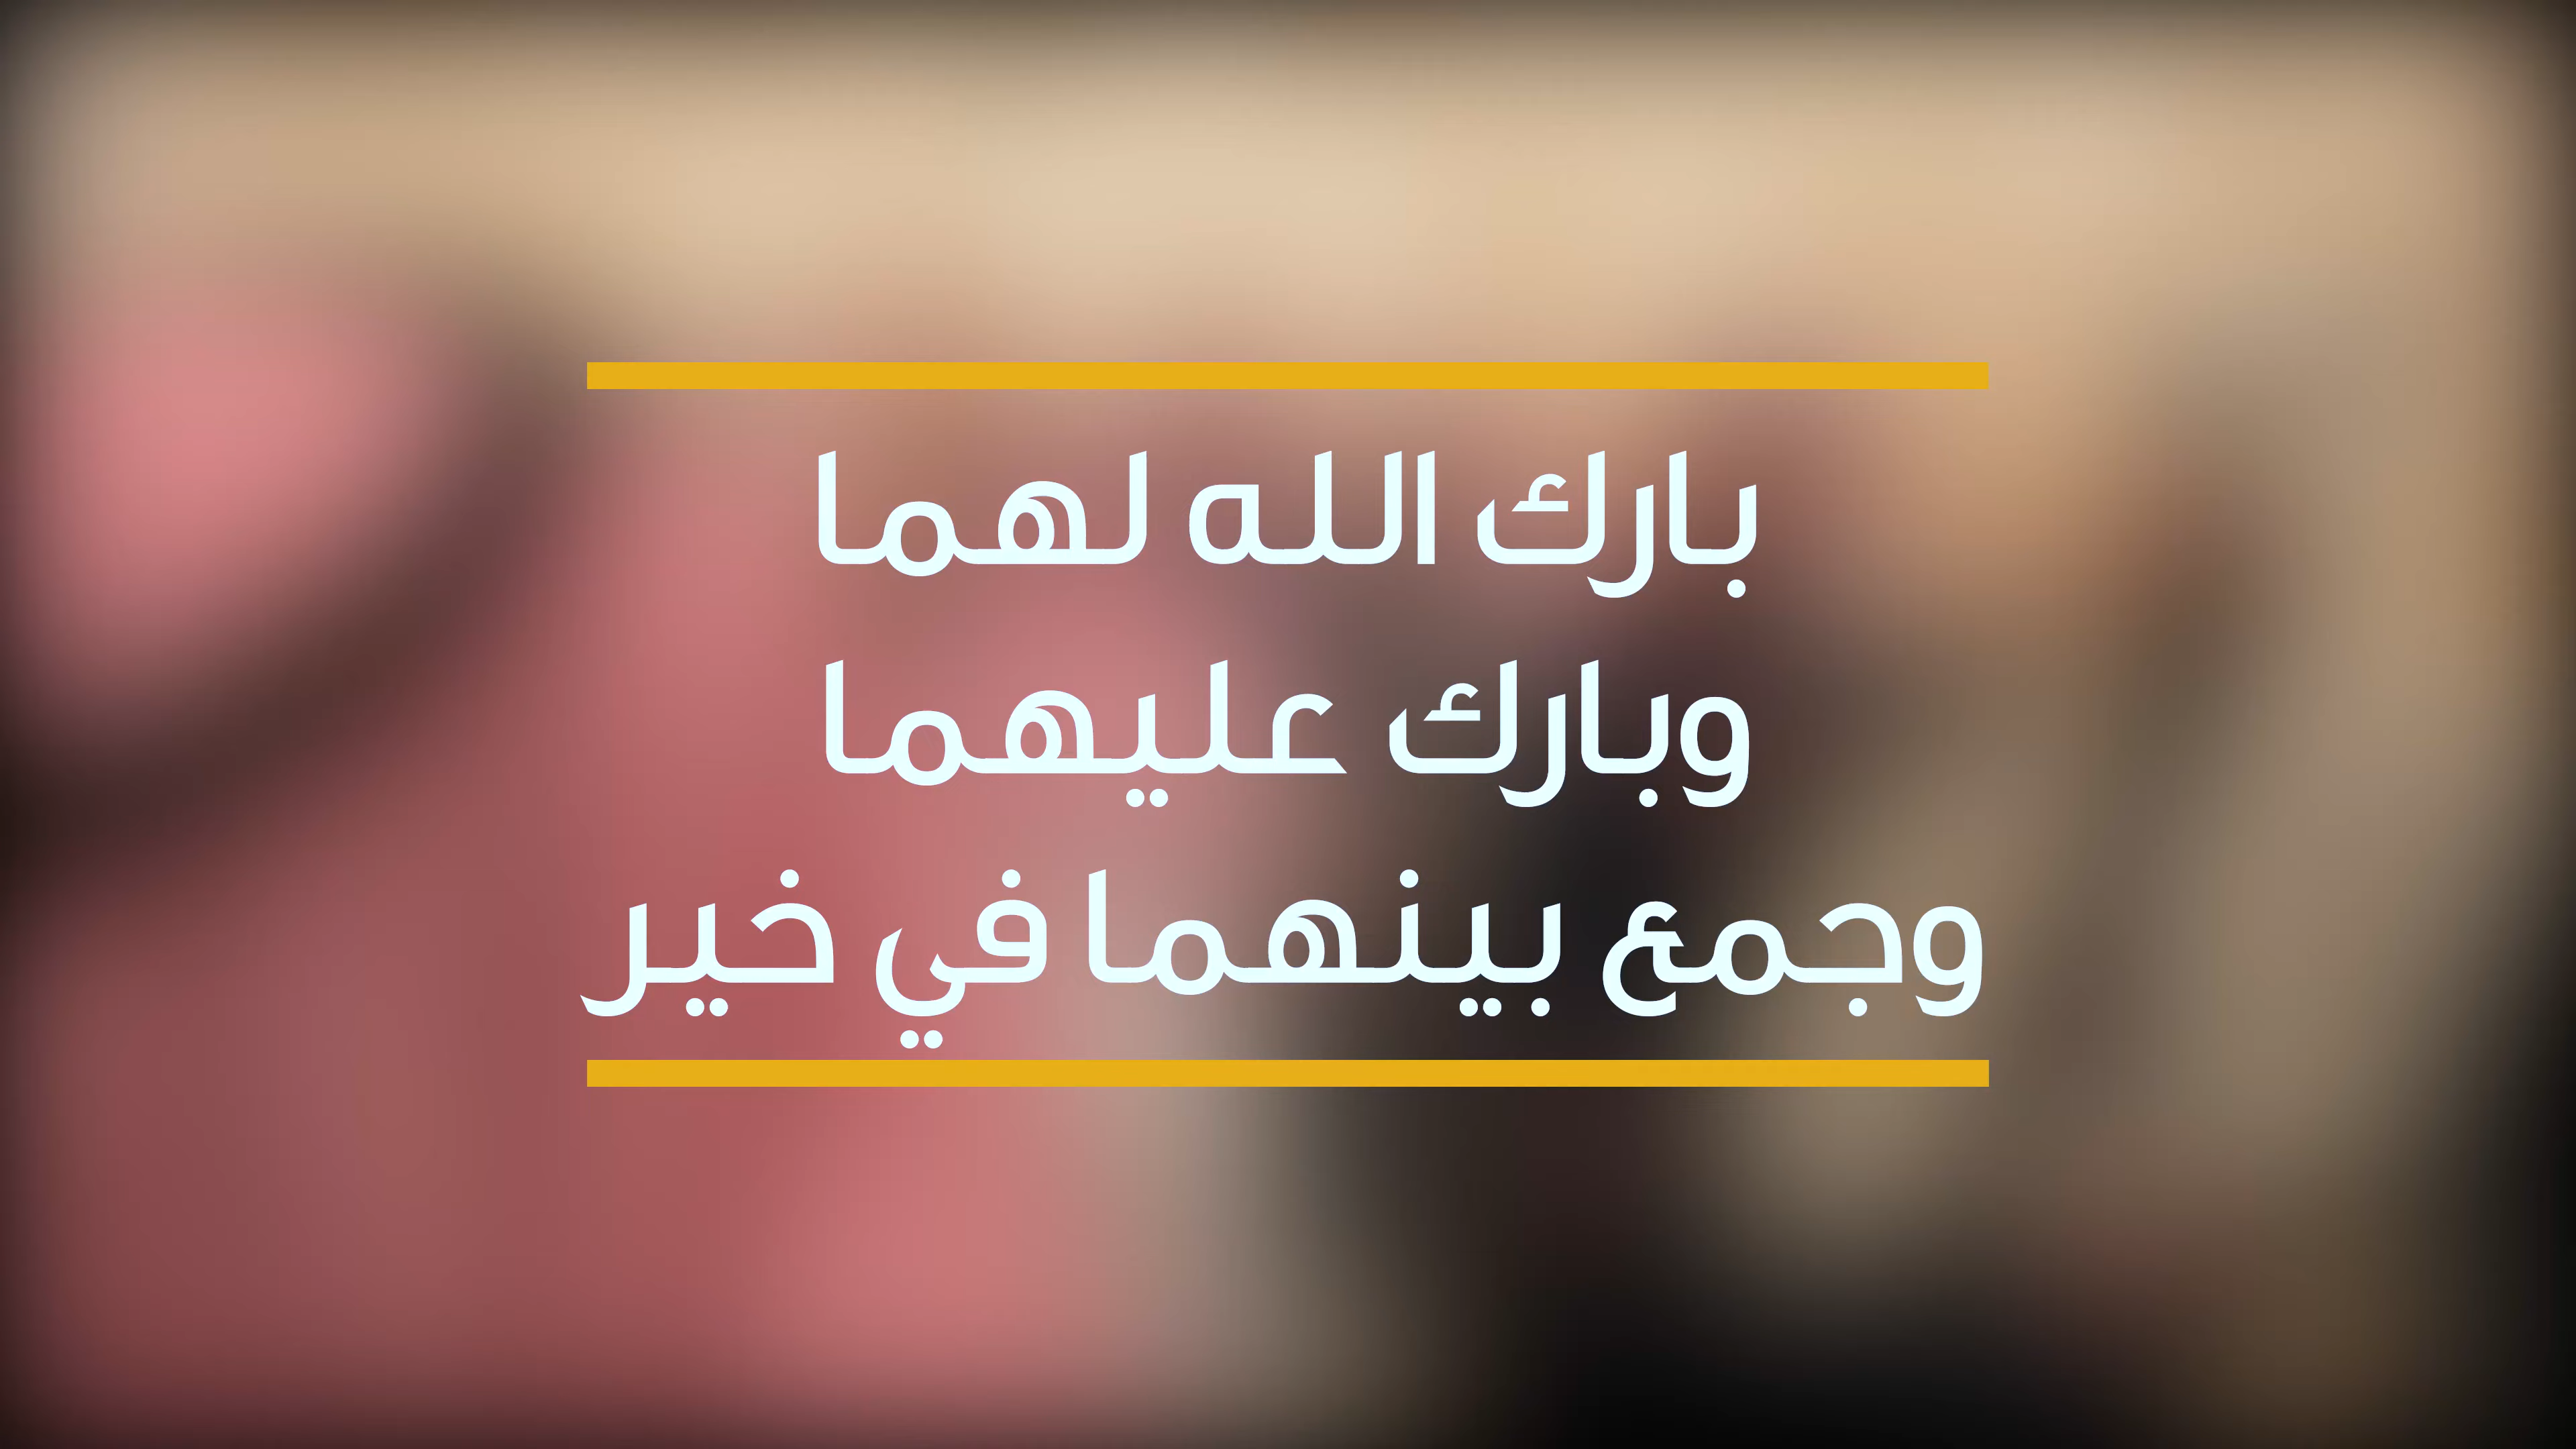 بارك الله لهما
وبارك عليهما
وجمع بينهما في خير